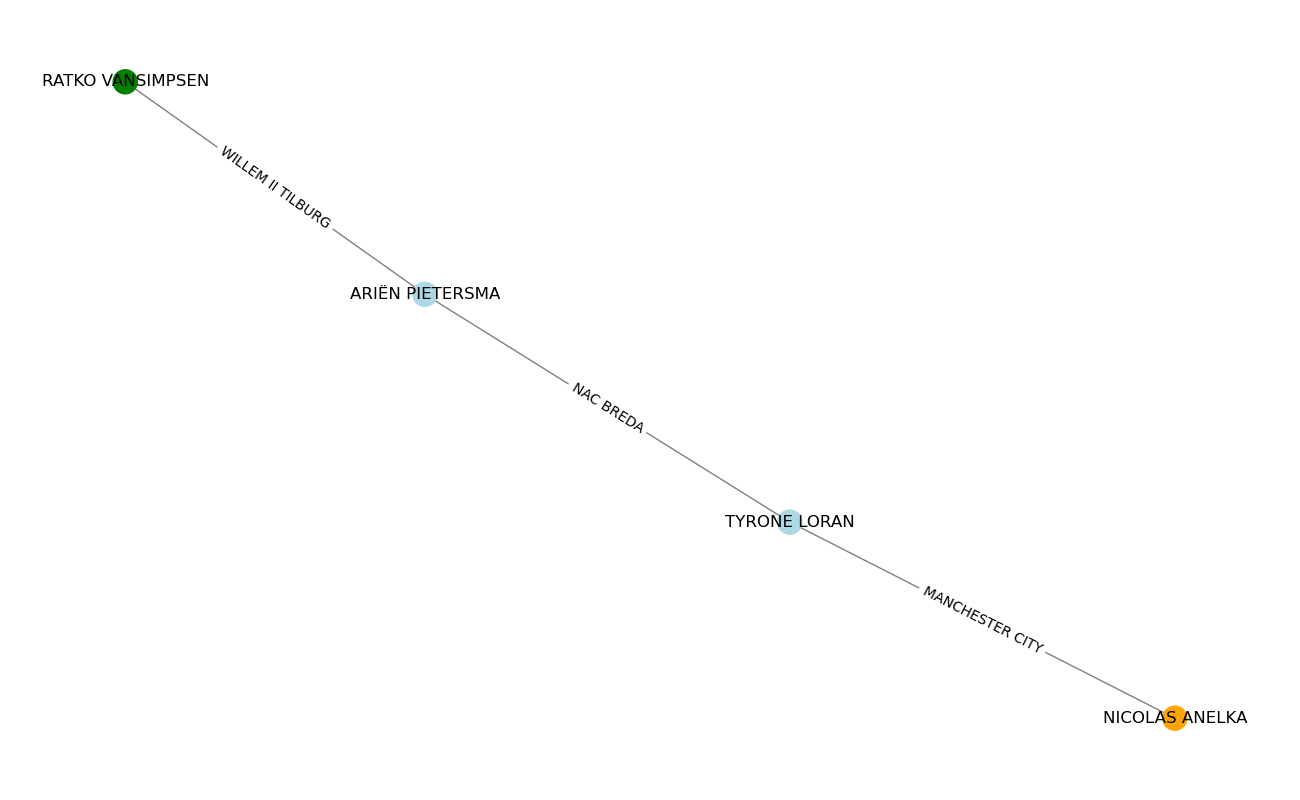 RATKO VANSIMPSEN
WILLEM II TILBURG
ARIËN PIETERSMA
NAC BREDA
TYRONE LORAN
MANCHESTER CITY
NICOLAS ANELKA